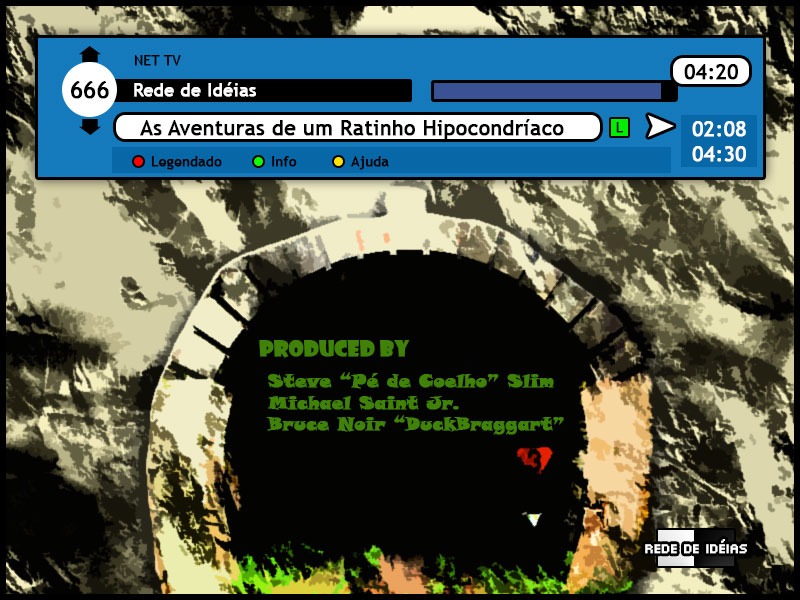 NET TV
04:20
666
Rede de Idéias
As Aventuras de um Ratinho Hipocondríaco
L
02:08
04:30
Legendado
Info
Ajuda
PRODUCED BY
Steve “Pé de Coelho” Slim
Michael Saint Jr.
Bruce Noir “DuckBraggart”
REDE DE IDÉIAS